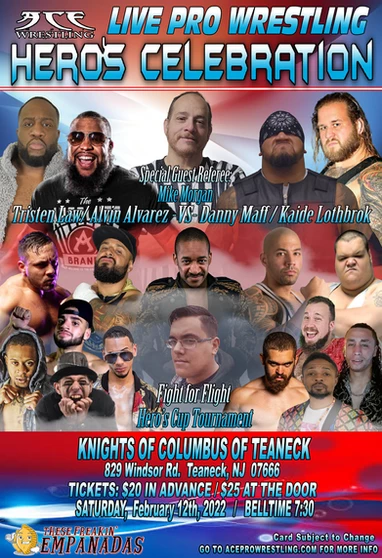 ACE
WRESTLING
LIVE PRO WRESTLING
HERO'S CELEBRATION
Special Guest Referee
Mike Morgan
Tristen Law/Alvin Alvarez -VS- Danny Maff/Kaide Lothbrok
The
BRAND
Fight for Flight
Hero's Cup Tournament
KNIGHTS OF COLUMBUS OF TEANECK
829 Windsor Rd. Teaneck, NJ 07666
TICKETS: $20 IN ADVANCE / $25 AT THE DOOR
SATURDAY, February 12th, 2022 / BELLTIME 7:30
THESE FREAKIN'
EMPANADAS
Card Subject to Change
GO TO ACEPROWRESTLING.COM FOR MORE INFO